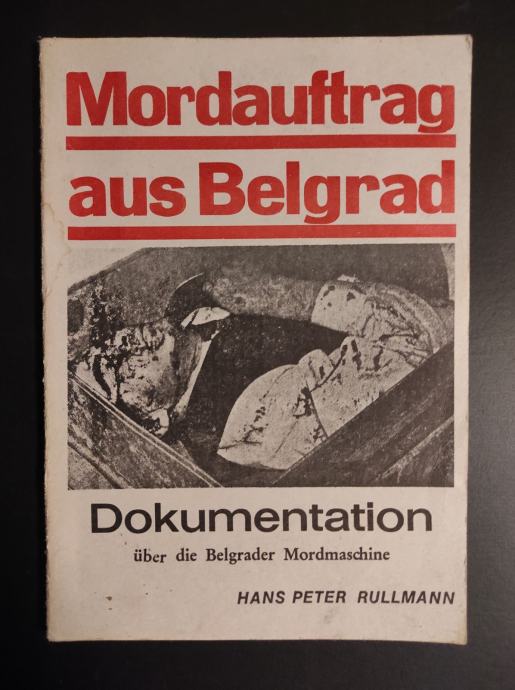 Mordauftrag
aus Belgrad
Dokumentation
über die Belgrader Mordmaschine
HANS PETER RULLMANN